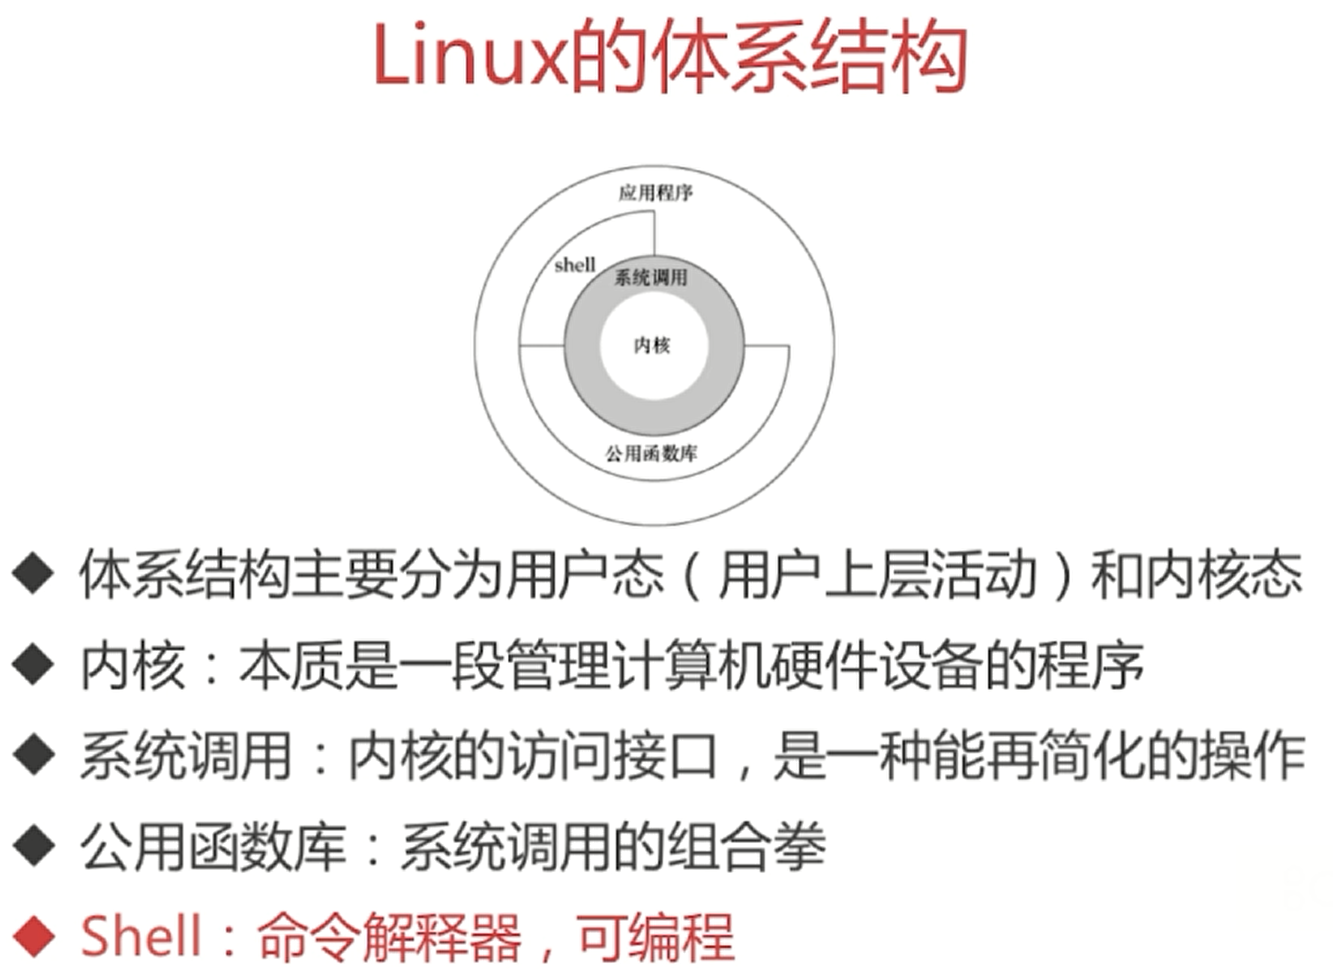 Linux的体系结构
应用程序
shell
系统调用
内核
公用函数库
◆ 体系结构主要分为用户态（用户上层活动）和内核态
◆ 内核：本质是一段管理计算机硬件设备的程序
◆ 系统调用：内核的访问接口，是一种能再简化的操作
◆ 公用函数库：系统调用的组合拳
◆ Shell：命令解释器，可编程